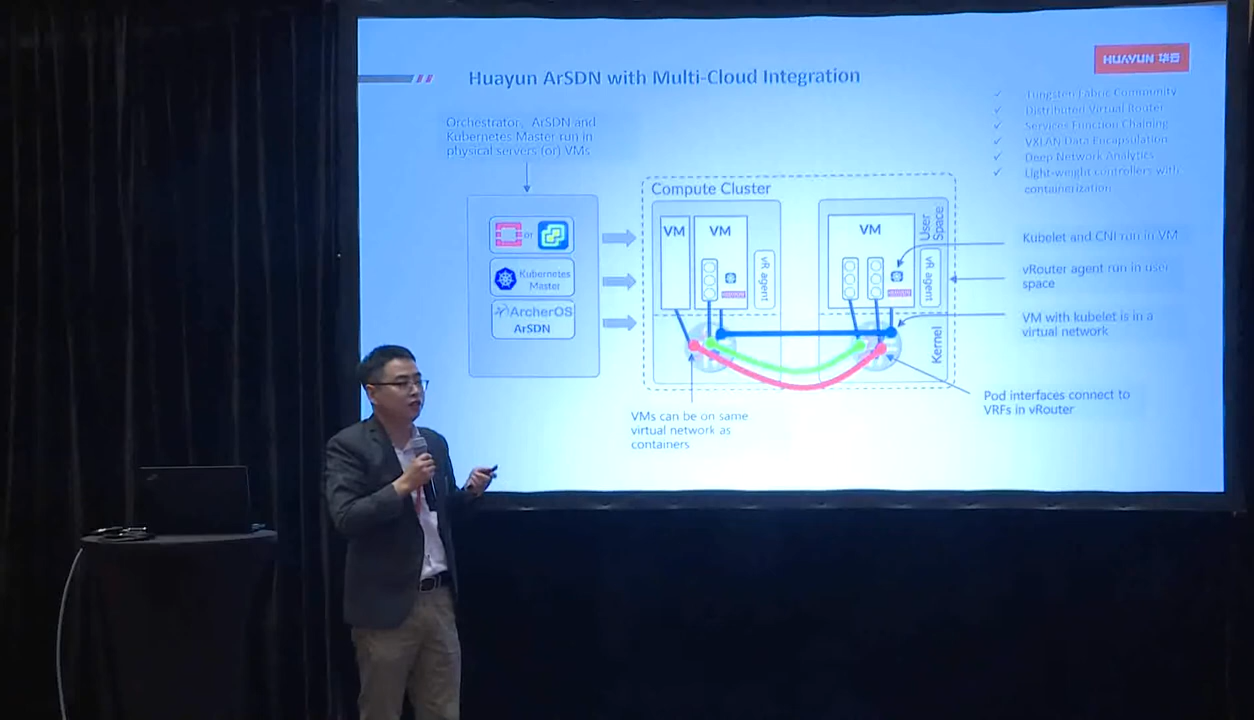 Huayun ArSDN with Multi-Cloud Integration
HUAYUN 华云
Orchestrator, ArSDN and
Kubernetes Master run in
physical servers (or) VMs
Tungsten Fabric Community
Distributed Virtual Router
Services Function Chaining
VXLAN Data Encapsulation
Deep Network Analytics
Light-weight controllers with
containerization
or
Kubernetes
Master
ArcherOS
ArSDN
Compute Cluster
VM
VM
vR agent
VM
User
Space
vR agent
Kernel
Kubelet and CNI run in VM
vRouter agent run in user
space
VM with kubelet is in a
virtual network
Pod interfaces connect to
VRFs in vRouter
VMs can be on same
virtual network as
containers